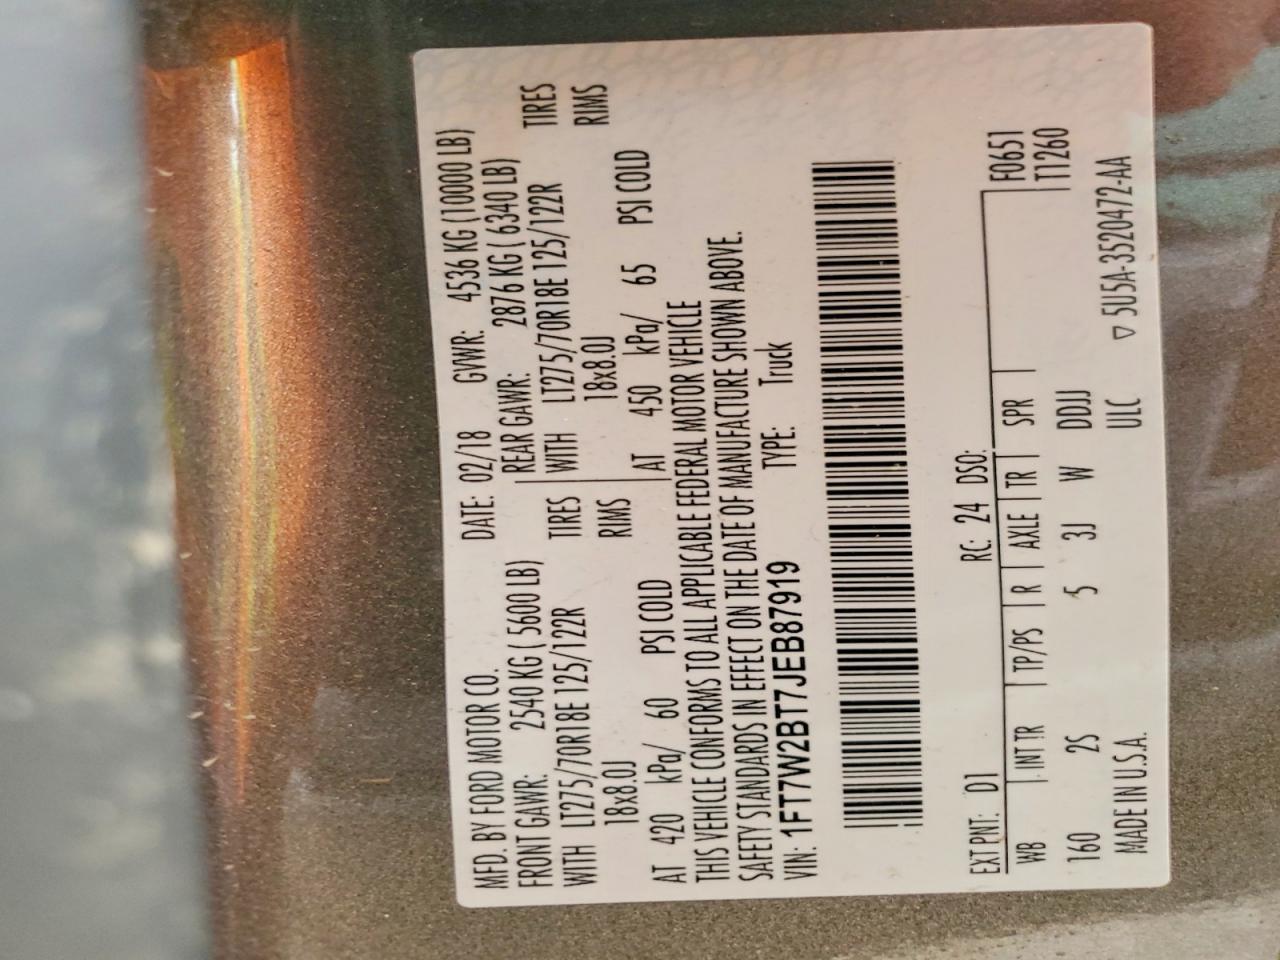 MFD. BY FORD MOTOR CO. DATE: 02/18 GVWR: 4536 KG (10000 LB)
FRONT GAWR: 2540 KG ( 5600 LB) REAR GAWR: 2876 KG ( 6340 LB)
WITH LT275/70R18E 125/122R TIRES WITH LT275/70R18E 125/122R TIRES
18x8.0J RIMS 18x8.0J RIMS
AT 420 kPa/ 60 PSI COLD AT 450 kPa/ 65 PSI COLD
THIS VEHICLE CONFORMS TO ALL APPLICABLE FEDERAL MOTOR VEHICLE
SAFETY STANDARDS IN EFFECT ON THE DATE OF MANUFACTURE SHOWN ABOVE.
VIN: 1FT7W2BT7JEB87919 TYPE: Truck
EXT PNT: D1 RC: 24 DSO: F0651
WB INT TR TP/PS R AXLE TR SPR T1260
160 2S 5 3J W DDJJ
MADE IN U.S.A. ULC ▽ 5U5A-3520472-AA